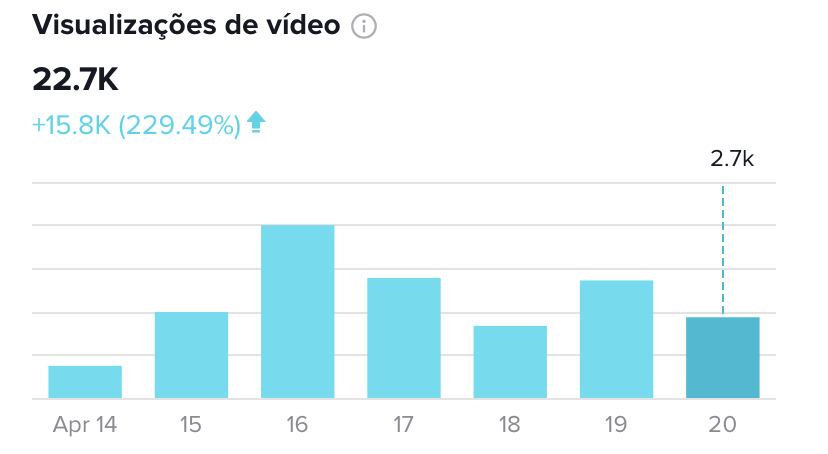 Visualizações de vídeo
22.7K
+15.8K (229.49%)
2.7k
Apr 14 15 16 17 18 19 20